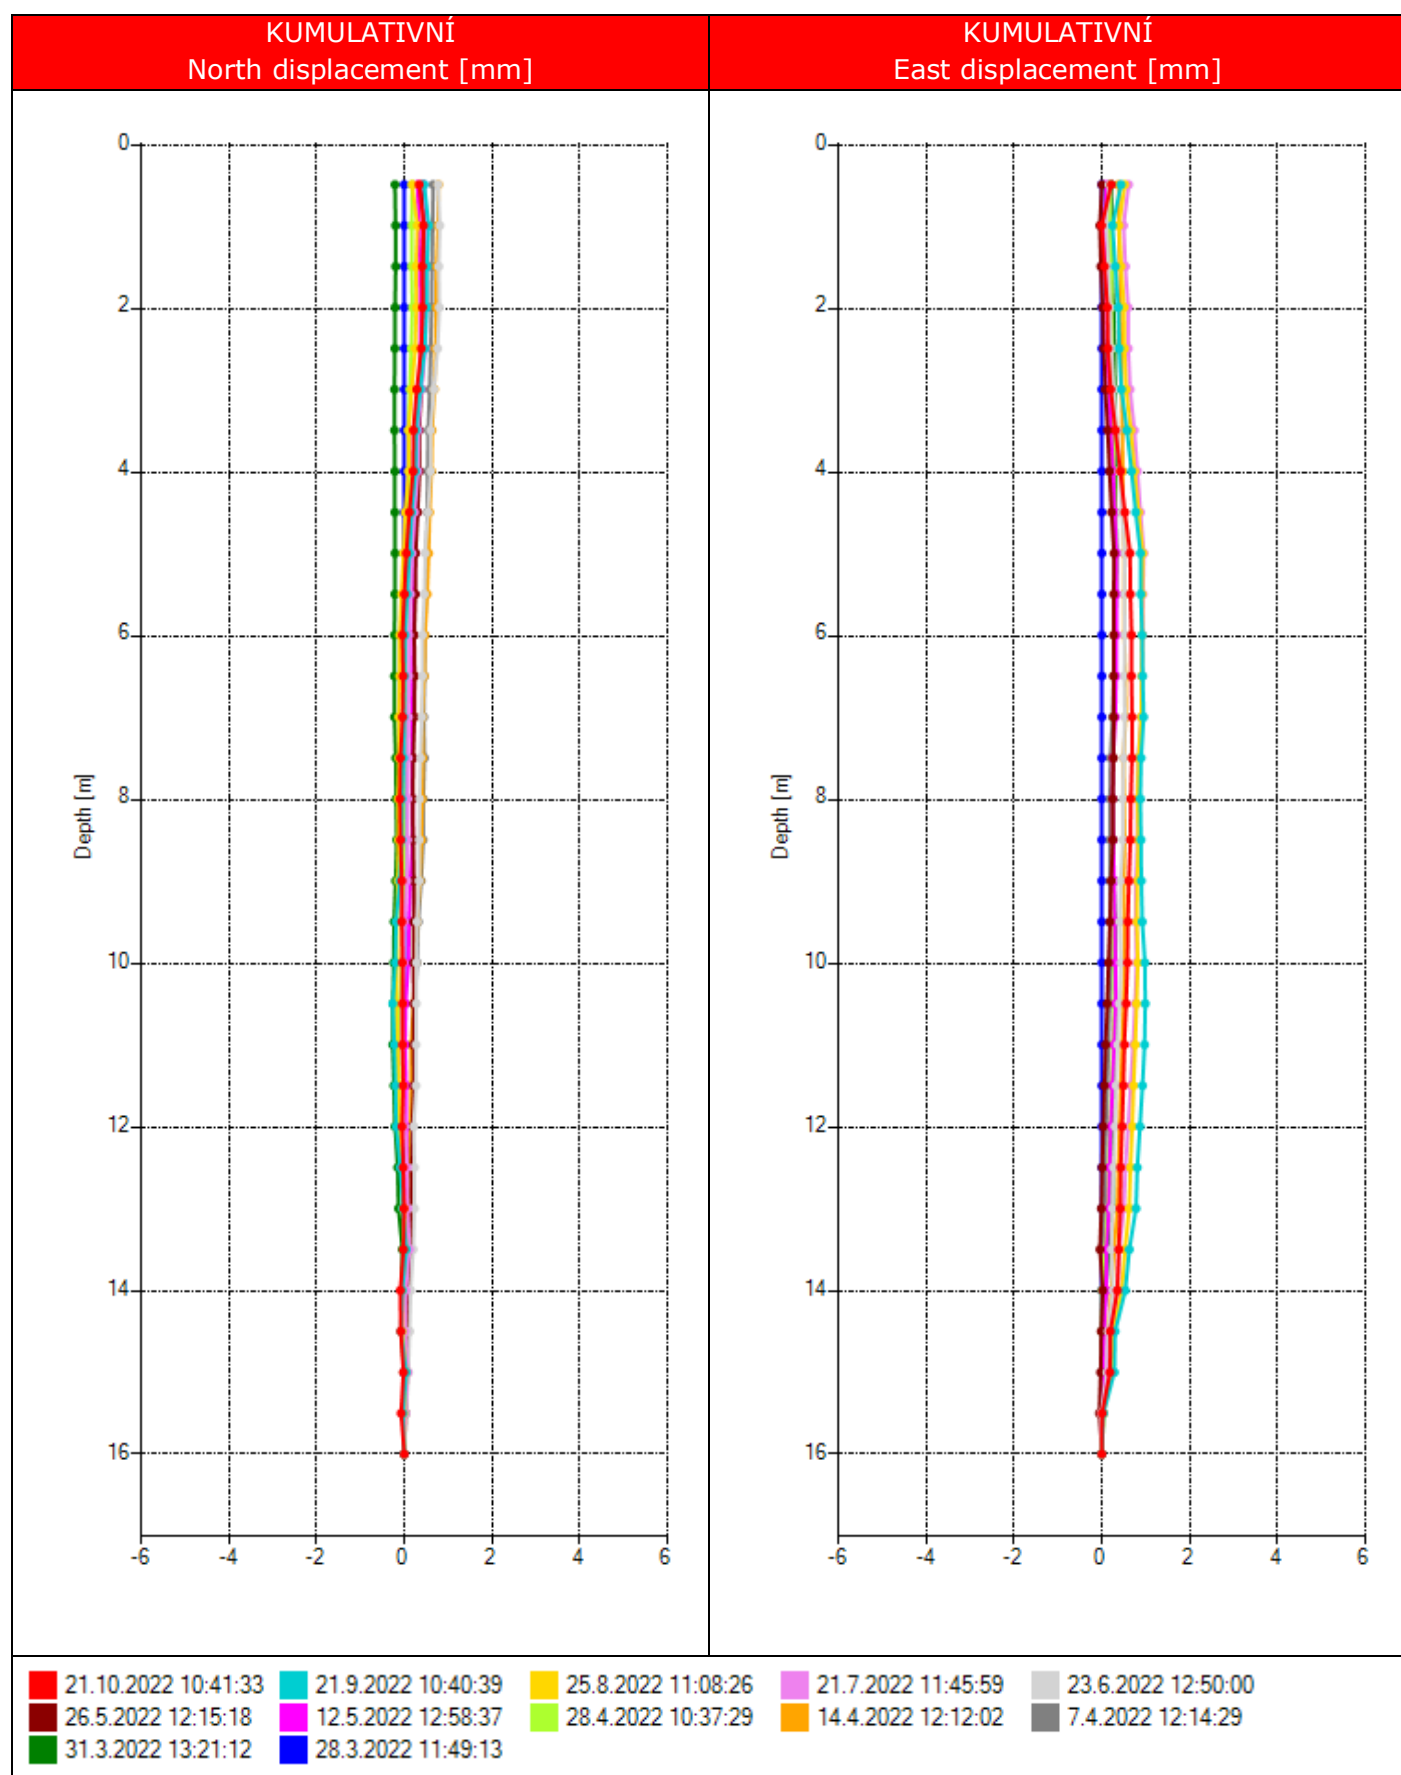 KUMULATIVNÍ
North displacement [mm]
KUMULATIVNÍ
East displacement [mm]
0
2
4
6
8
10
12
14
16
Depth [m]
-6 -4 -2 0 2 4 6
0
2
4
6
8
10
12
14
16
Depth [m]
-6 -4 -2 0 2 4 6
21.10.2022 10:41:33 21.9.2022 10:40:39 25.8.2022 11:08:26 21.7.2022 11:45:59 23.6.2022 12:50:00
26.5.2022 12:15:18 12.5.2022 12:58:37 28.4.2022 10:37:29 14.4.2022 12:12:02 7.4.2022 12:14:29
31.3.2022 13:21:12 28.3.2022 11:49:13